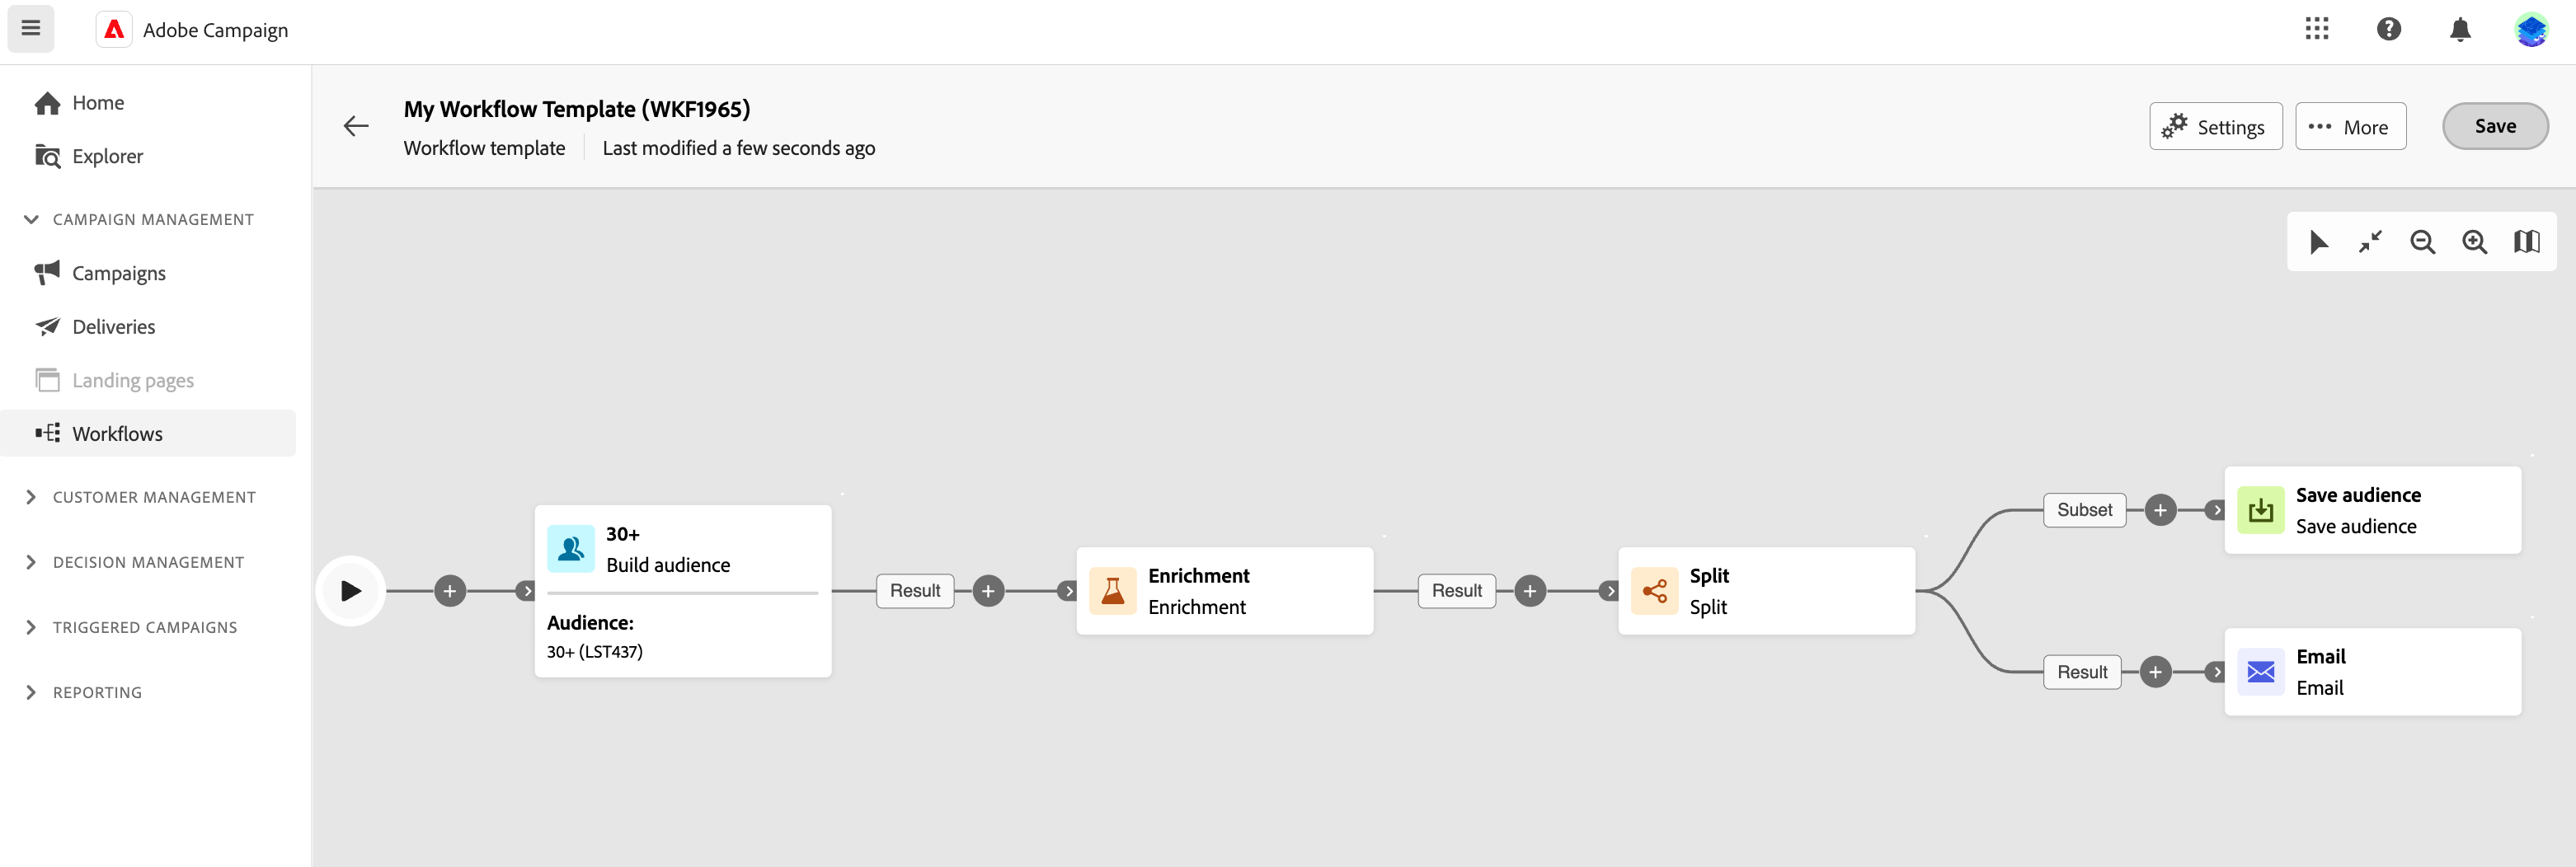 Adobe Campaign
Home
Explorer
CAMPAIGN MANAGEMENT
Campaigns
Deliveries
Landing pages
Workflows
CUSTOMER MANAGEMENT
DECISION MANAGEMENT
TRIGGERED CAMPAIGNS
REPORTING
My Workflow Template (WKF1965)
Workflow template
Last modified a few seconds ago
Settings
More
Save
30+
Build audience
Audience:
30+ (LST437)
Result
Enrichment
Enrichment
Result
Split
Split
Subset
Save audience
Save audience
Result
Email
Email